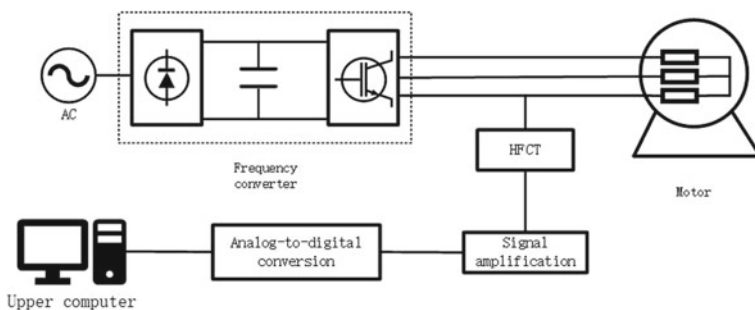 AC
Frequency
converter
HFCT
Motor
Analog-to-digital
conversion
Signal
amplification
Upper computer